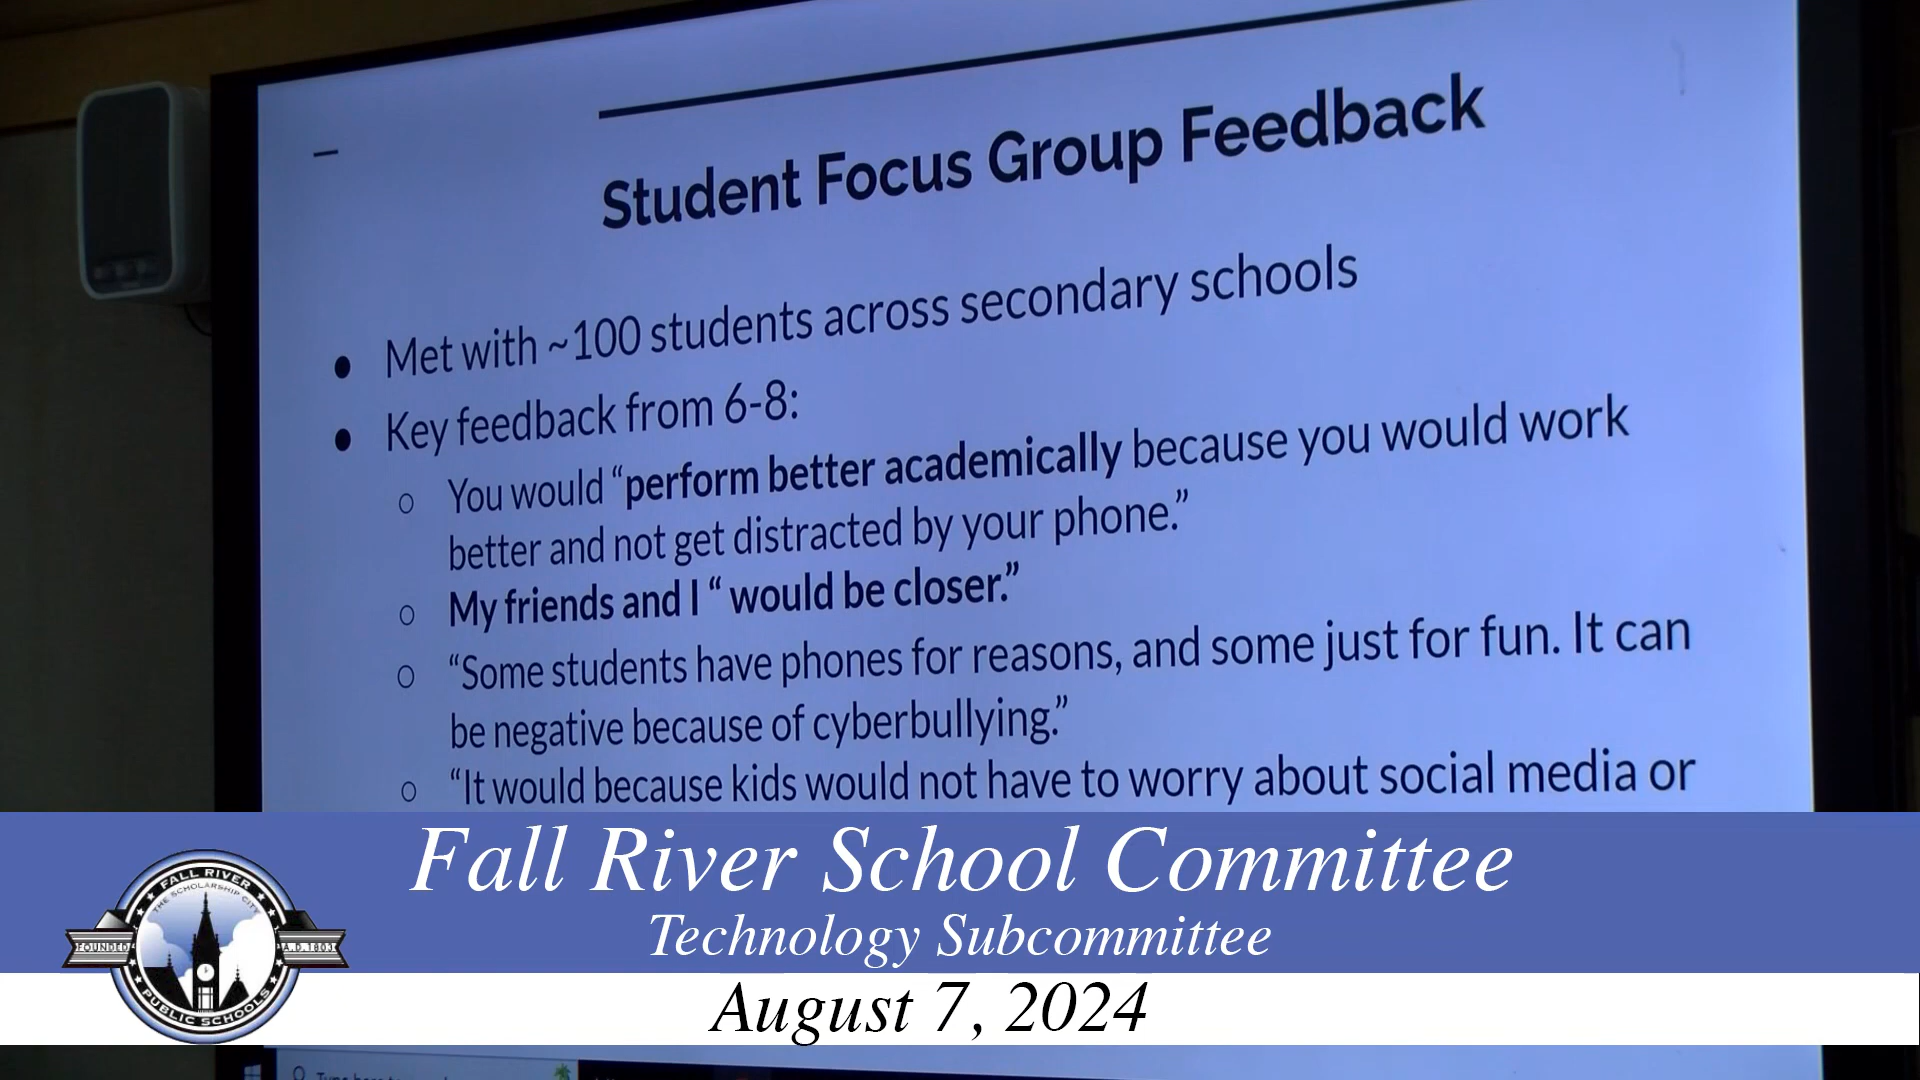 Student Focus Group Feedback
● Met with ~100 students across secondary schools
● Key feedback from 6-8:
○ You would “perform better academically because you would work
better and not get distracted by your phone.”
○ My friends and I “ would be closer.”
○ “Some students have phones for reasons, and some just for fun. It can
be negative because of cyberbullying.”
○ “It would because kids would not have to worry about social media or
Fall River School Committee
Technology Subcommittee
August 7, 2024
FALL RIVER
THE SCHOLARSHIP CITY
FOUNDED
A.D. 1803
PUBLIC SCHOOLS